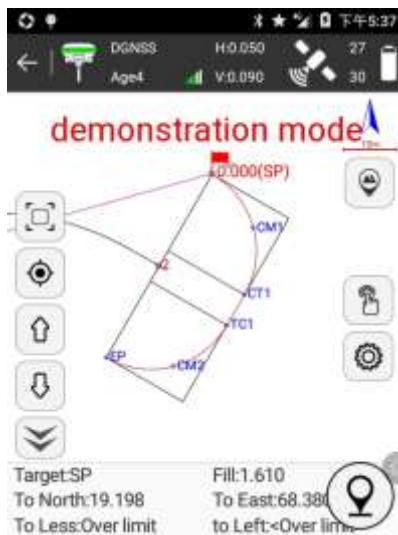 下午5:37
DGNSS H:0.050 27
Age4 V:0.090 30
demonstration mode
0.000(SP)
CM1
2
CT1
TC1
EP
CM2
Target:SP Fill:1.610
To North:19.198 To East:68.380
To Less:Over limit to Left:<Over limit